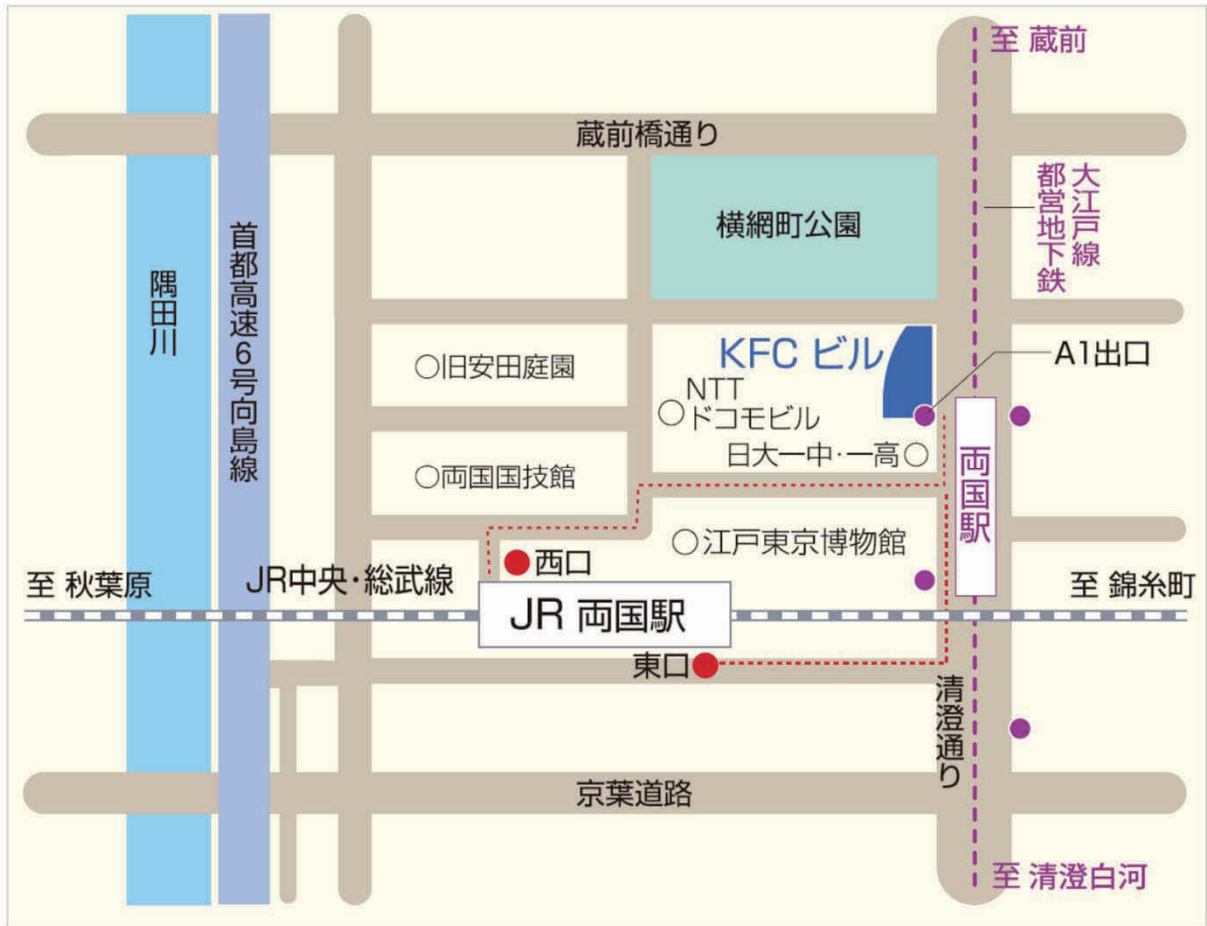 至 蔵前
蔵前橋通り
大江戸線
都営地下鉄
横網町公園
首都高速6号向島線
隅田川
KFC ビル
A1出口
旧安田庭園
NTT
ドコモビル
日大一中・一高
両国国技館
両国駅
江戸東京博物館
西口
至 秋葉原
JR中央・総武線
至 錦糸町
JR 両国駅
東口
清澄通り
京葉道路
至 清澄白河